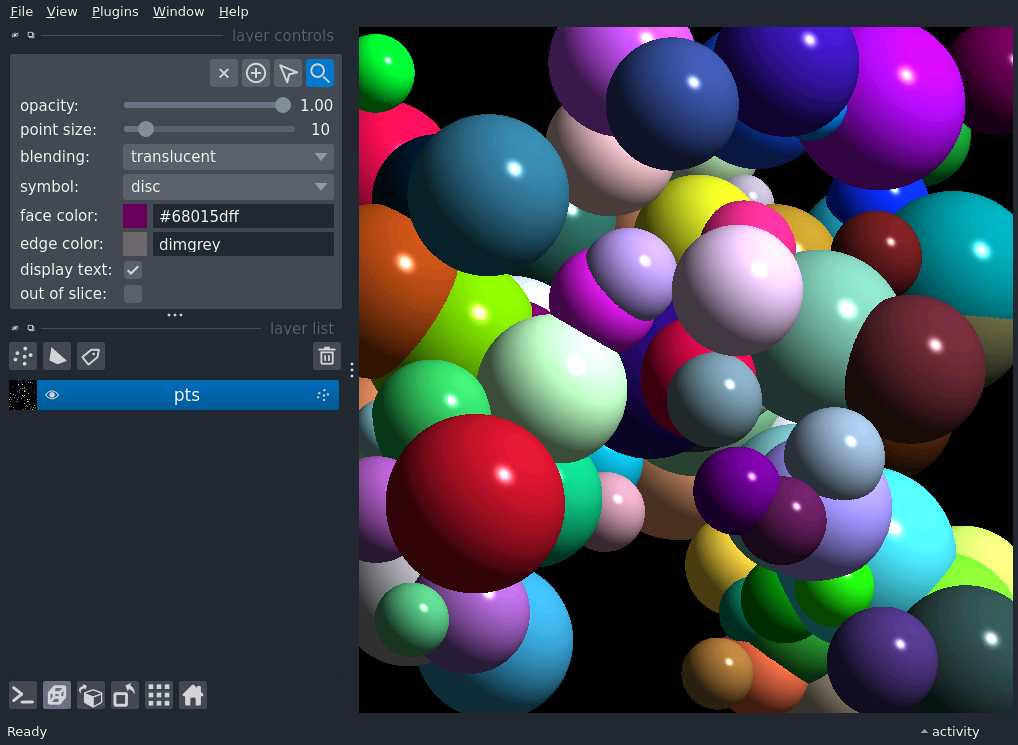 File View Plugins Window Help
layer controls
opacity: 1.00
point size: 10
blending: translucent
symbol: disc
face color: #68015dff
edge color: dimgrey
display text:
out of slice:
layer list
pts
Ready activity